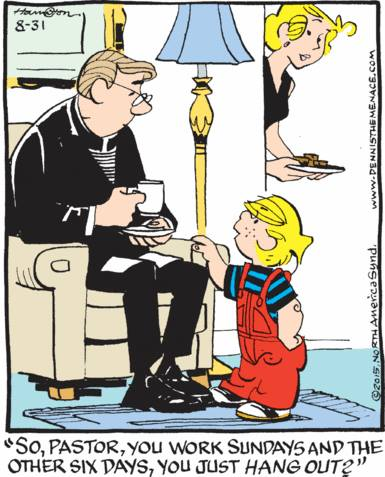 Hamilton.
8-31
WWW.DENNISTHEMENACE.COM
©2015, NORTH AMERICA SYND.
"SO, PASTOR, YOU WORK SUNDAYS AND THE
OTHER SIX DAYS, YOU JUST HANG OUT?"